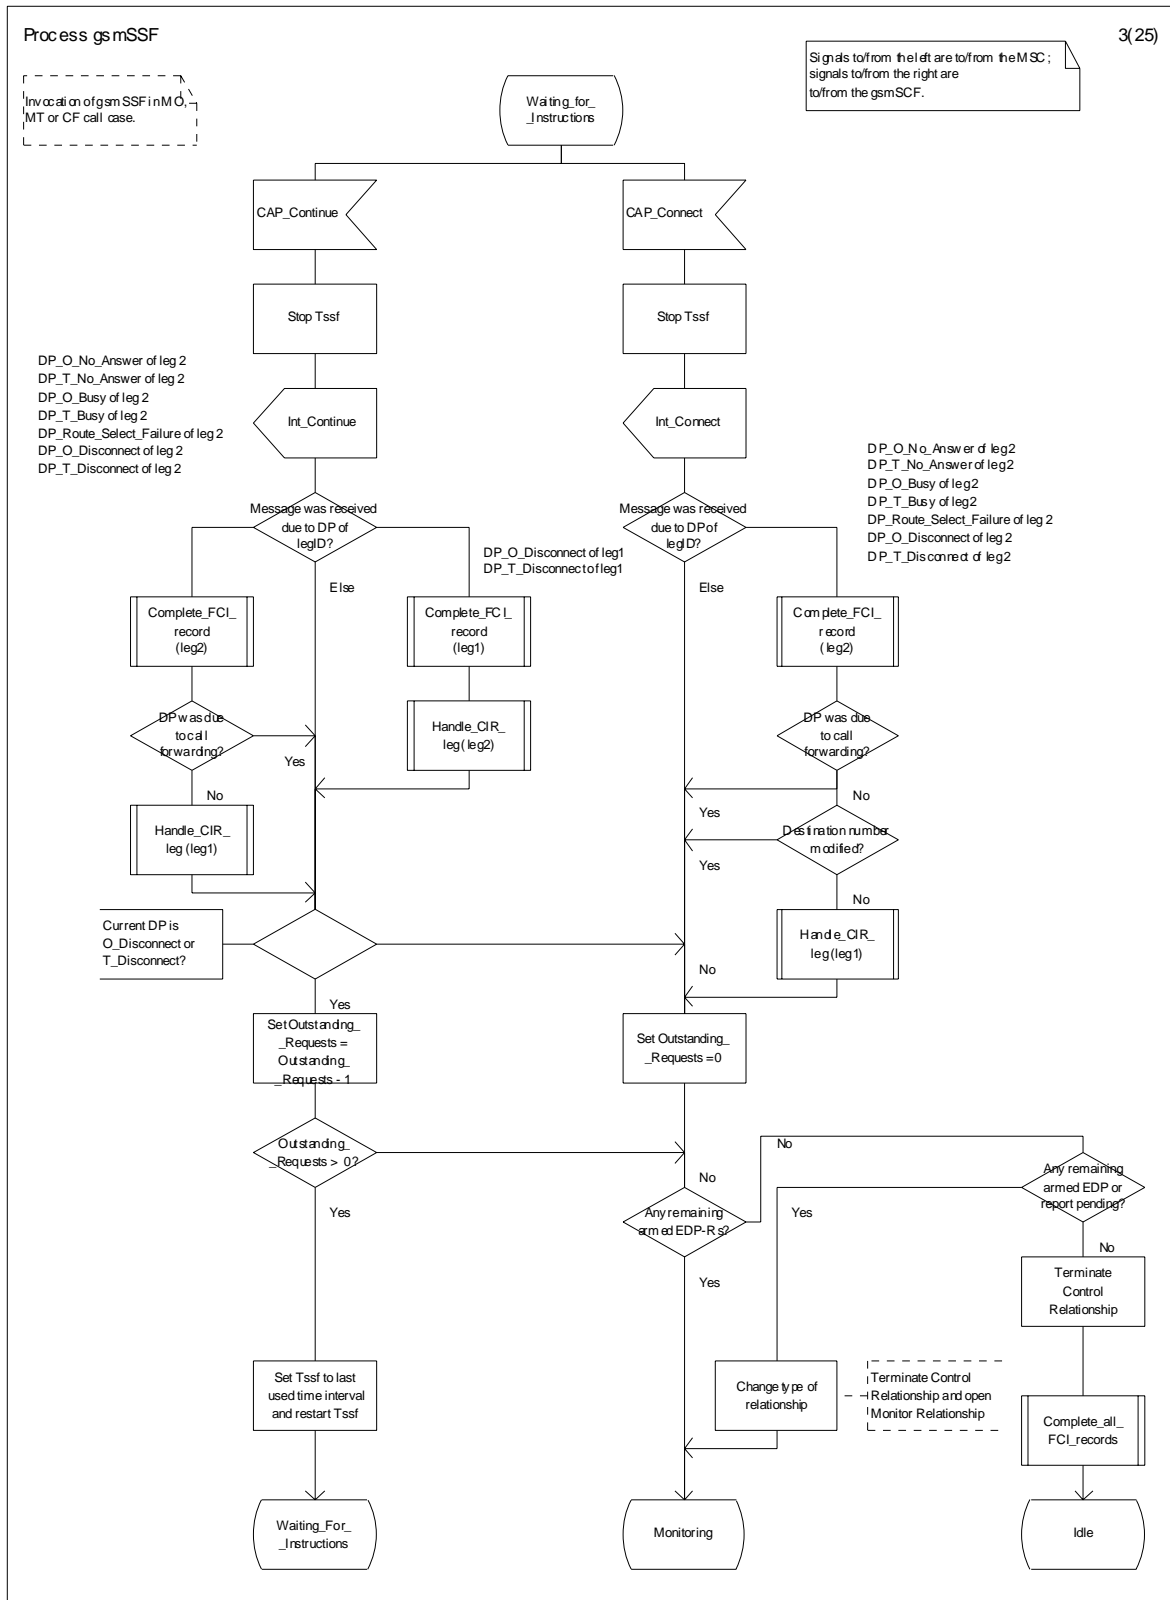 Process gsmSSF
3(25)
Invocation of gsmSSF in MO,
MT or CF call case.
Signals to/from the left are to/from the MSC;
signals to/from the right are
to/from the gsmSCF.
Waiting_for_
_Instructions
CAP_Continue
CAP_Connect
Stop Tssf
Stop Tssf
DP_O_No_Answer of leg 2
DP_T_No_Answer of leg 2
DP_O_Busy of leg 2
DP_T_Busy of leg 2
DP_Route_Select_Failure of leg 2
DP_O_Disconnect of leg 2
DP_T_Disconnect of leg 2
Int_Continue
Int_Connect
DP_O_No_Answer of leg2
DP_T_No_Answer of leg2
DP_O_Busy of leg2
DP_T_Busy of leg2
DP_Route_Select_Failure of leg 2
DP_O_Disconnect of leg 2
DP_T_Disconnect of leg 2
Message was received
due to DP of
legID?
Message was received
due to DP of
legID?
DP_O_Disconnect of leg1
DP_T_Disconnect of leg1
Else
Else
Complete_FCI_
record
(leg2)
Complete_FCI_
record
(leg1)
Complete_FCI_
record
(leg2)
DP was due
to call
forwarding?
Yes
No
Handle_CIR_
leg(leg2)
DP was due
to call
forwarding?
No
Yes
Handle_CIR_
leg (leg1)
Destination number
modified?
Yes
No
Current DP is
O_Disconnect or
T_Disconnect?
Handle_CIR_
leg (leg1)
No
Yes
Set Outstanding_
_Requests =
Outstanding_
_Requests - 1
Set Outstanding_
_Requests =0
Outstanding_
_Requests > 0?
No
Yes
Any remaining
armed EDP-Rs?
No
Yes
Yes
Any remaining
armed EDP or
report pending?
No
Terminate
Control
Relationship
Set Tssf to last
used time interval
and restart Tssf
Change type of
relationship
Terminate Control
Relationship and open
Monitor Relationship
Complete_all_
FCI_records
Waiting_For_
_Instructions
Monitoring
Idle